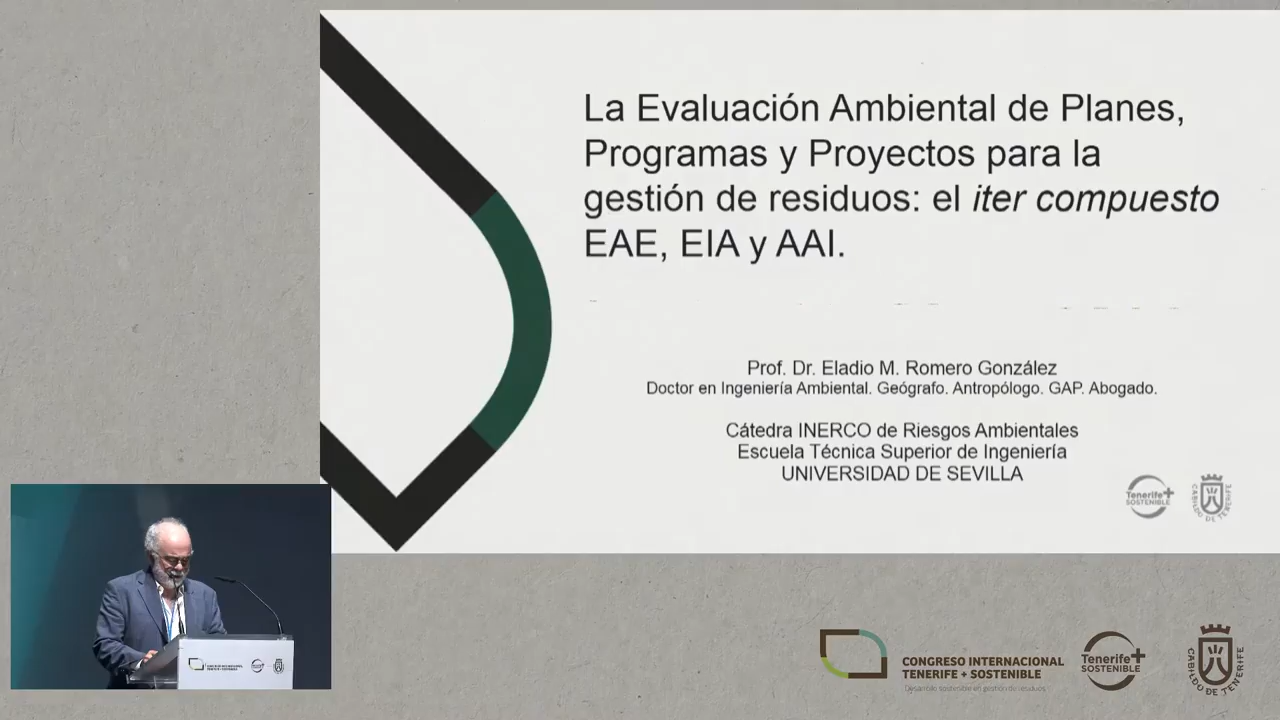 La Evaluación Ambiental de Planes,
Programas y Proyectos para la
gestión de residuos: el iter compuesto
EAE, EIA y AAI.
Prof. Dr. Eladio M. Romero González
Doctor en Ingeniería Ambiental. Geógrafo. Antropólogo. GAP. Abogado.
Cátedra INERCO de Riesgos Ambientales
Escuela Técnica Superior de Ingeniería
UNIVERSIDAD DE SEVILLA
Tenerife+
SOSTENIBLE
CABILDO DE TENERIFE
CONGRESO INTERNACIONAL
TENERIFE + SOSTENIBLE
Desarrollo sostenible en gestión de residuos
Tenerife+
SOSTENIBLE
CABILDO DE TENERIFE